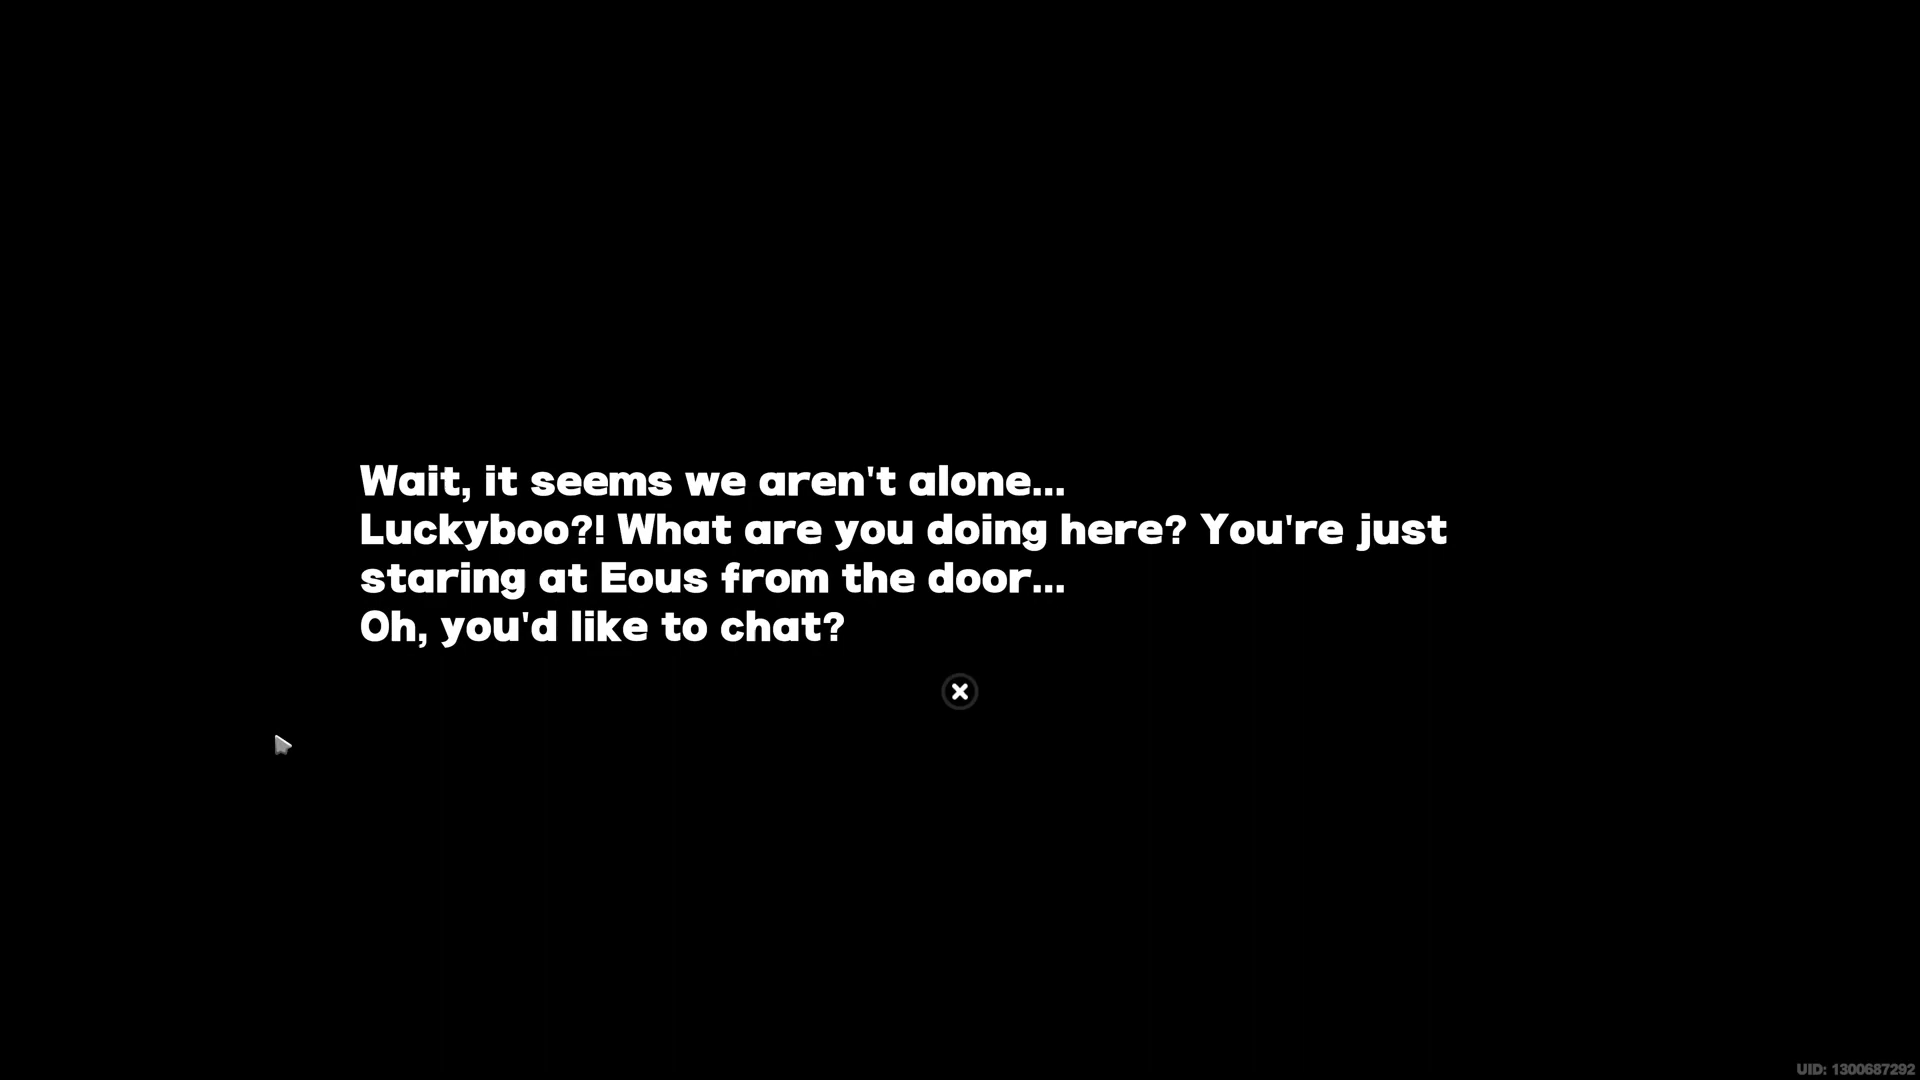 Wait, it seems we aren't alone...
Luckyboo?! What are you doing here? You're just
staring at Eous from the door...
Oh, you'd like to chat?
UID: 1300687292